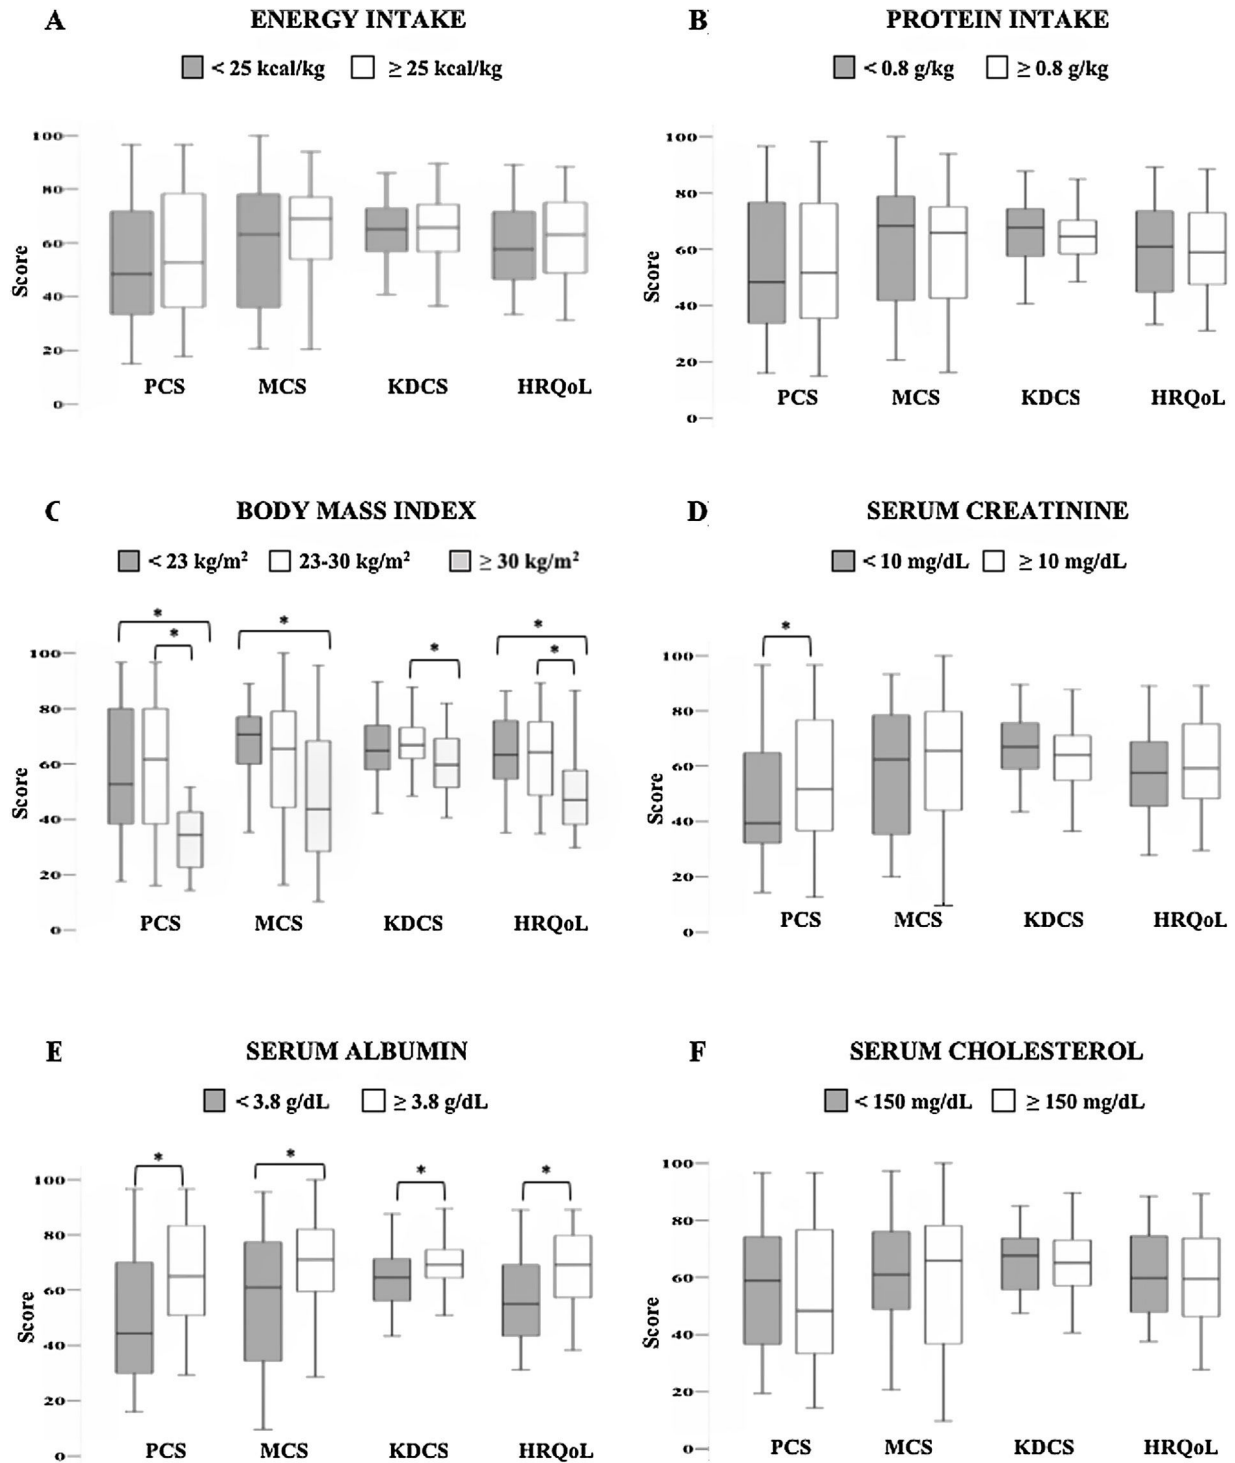 A ENERGY INTAKE
< 25 kcal/kg ≥ 25 kcal/kg
100
80
60
40
20
0
Score
PCS MCS KDCS HRQoL
B PROTEIN INTAKE
< 0.8 g/kg ≥ 0.8 g/kg
100
80
60
40
20
0
Score
PCS MCS KDCS HRQoL
C BODY MASS INDEX
< 23 kg/m² 23-30 kg/m² ≥ 30 kg/m²
* * * * * *
100
80
60
40
20
0
Score
PCS MCS KDCS HRQoL
D SERUM CREATININE
< 10 mg/dL ≥ 10 mg/dL
*
100
80
60
40
20
0
Score
PCS MCS KDCS HRQoL
E SERUM ALBUMIN
< 3.8 g/dL ≥ 3.8 g/dL
* * * *
100
80
60
40
20
0
Score
PCS MCS KDCS HRQoL
F SERUM CHOLESTEROL
< 150 mg/dL ≥ 150 mg/dL
100
80
60
40
20
0
Score
PCS MCS KDCS HRQoL